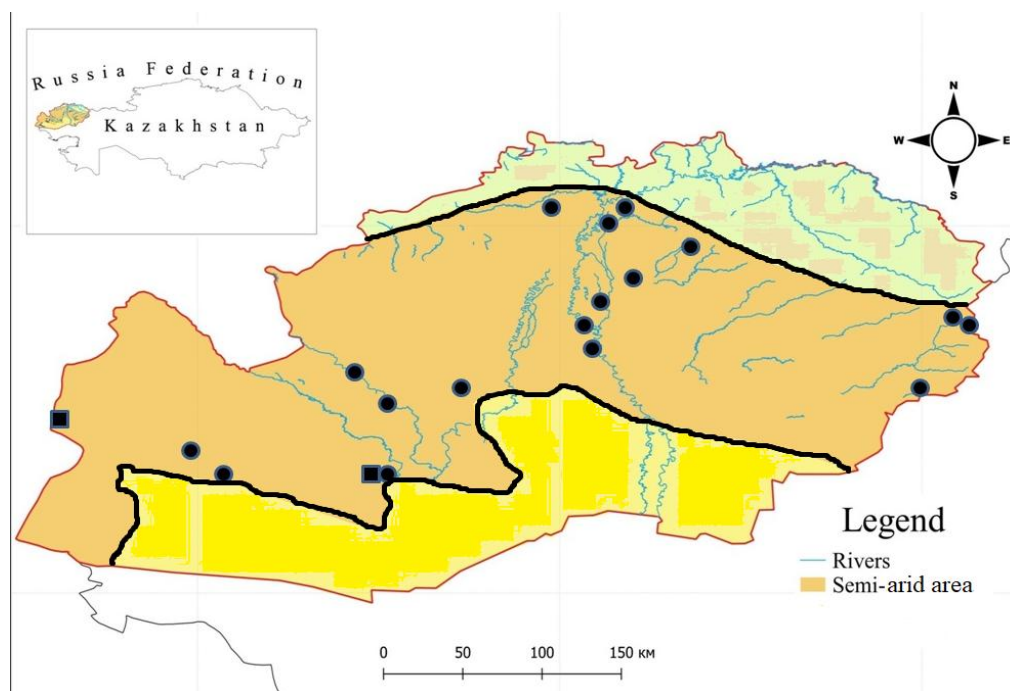 Russia Federation
Kazakhstan
N
W E
S
Legend
Rivers
Semi-arid area
0 50 100 150 км